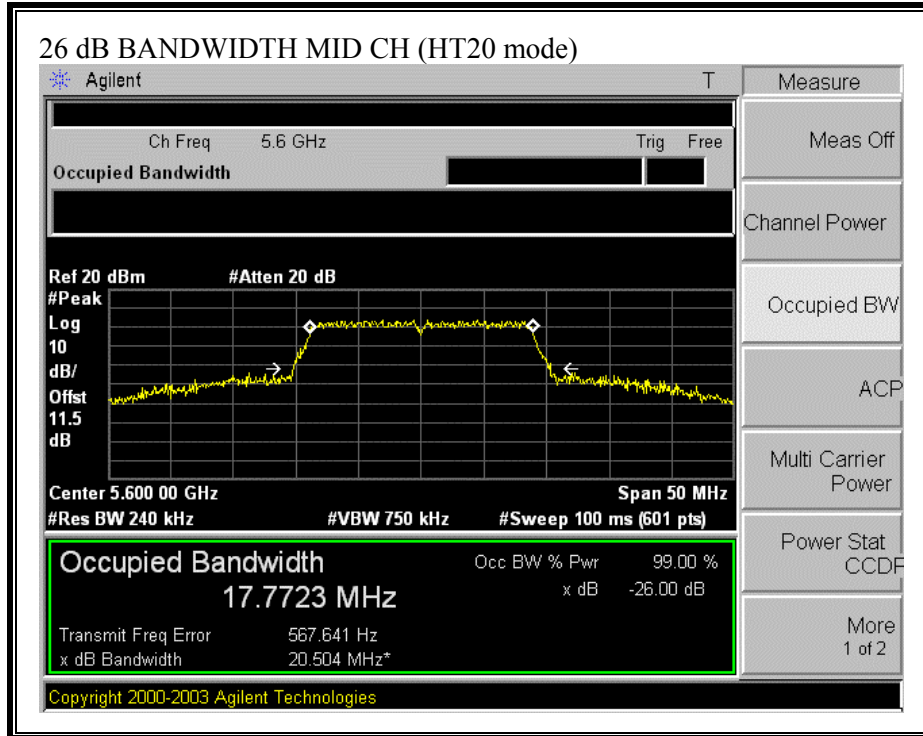 26 dB BANDWIDTH MID CH (HT20 mode)
Agilent T
Measure
Ch Freq 5.6 GHz Trig Free
Occupied Bandwidth
Meas Off
Channel Power
Occupied BW
ACP
Multi Carrier
Power
Power Stat
CCDF
More
1 of 2
Ref 20 dBm #Atten 20 dB
#Peak
Log
10
dB/
Offst
11.5
dB
Center 5.600 00 GHz Span 50 MHz
#Res BW 240 kHz #VBW 750 kHz #Sweep 100 ms (601 pts)
Occupied Bandwidth
17.7723 MHz
Occ BW % Pwr 99.00 %
x dB -26.00 dB
Transmit Freq Error 567.641 Hz
x dB Bandwidth 20.504 MHz*
Copyright 2000-2003 Agilent Technologies